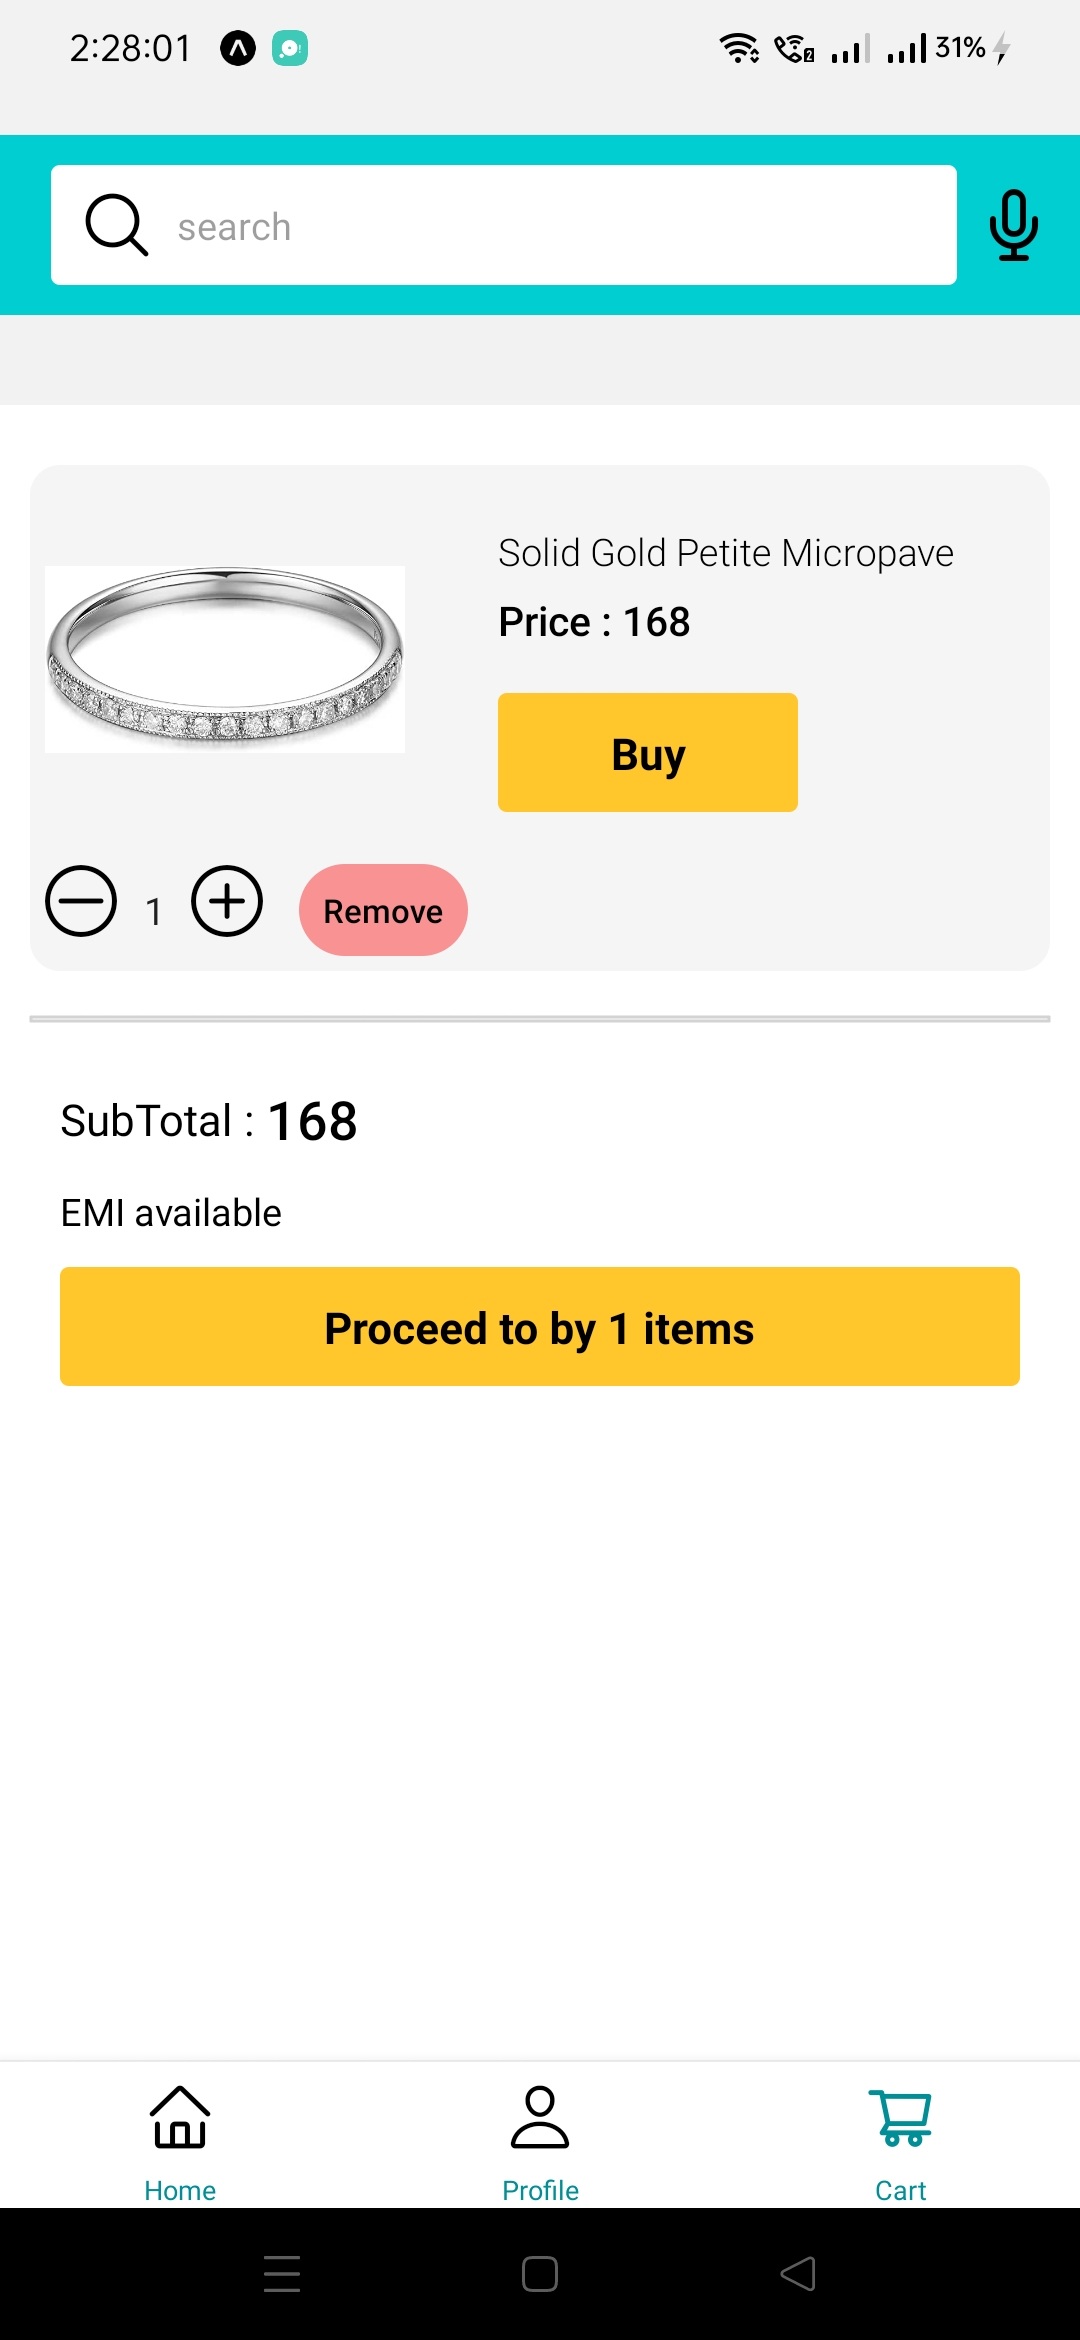 2:28:01
31%
search
Solid Gold Petite Micropave
Price : 168
Buy
1
Remove
SubTotal : 168
EMI available
Proceed to by 1 items
Home
Profile
Cart